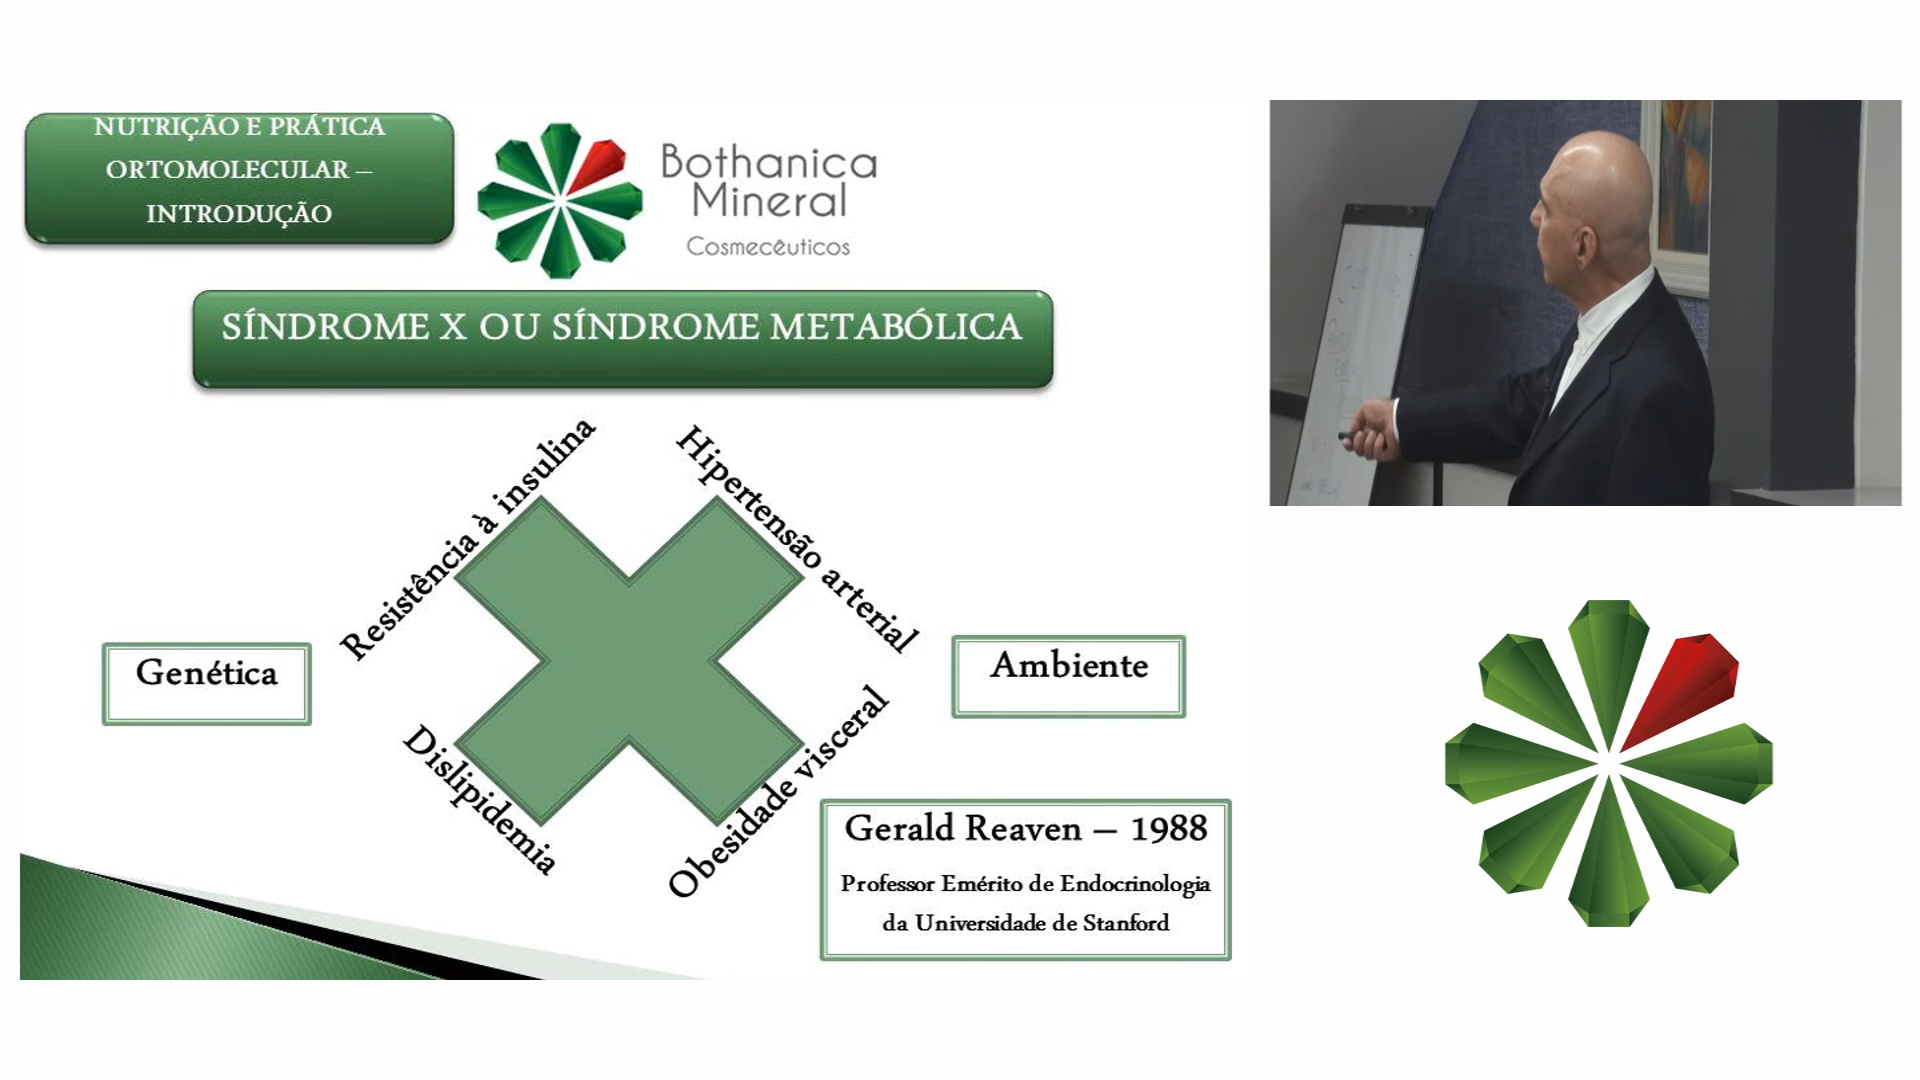 NUTRIÇÃO E PRÁTICA
ORTOMOLECULAR –
INTRODUÇÃO
Bothanica
Mineral
Cosmecêuticos
SÍNDROME X OU SÍNDROME METABÓLICA
Resistência à insulina
Hipertensão arterial
Genética
Ambiente
Dislipidemia
Obesidade visceral
Gerald Reaven – 1988
Professor Emérito de Endocrinologia
da Universidade de Stanford